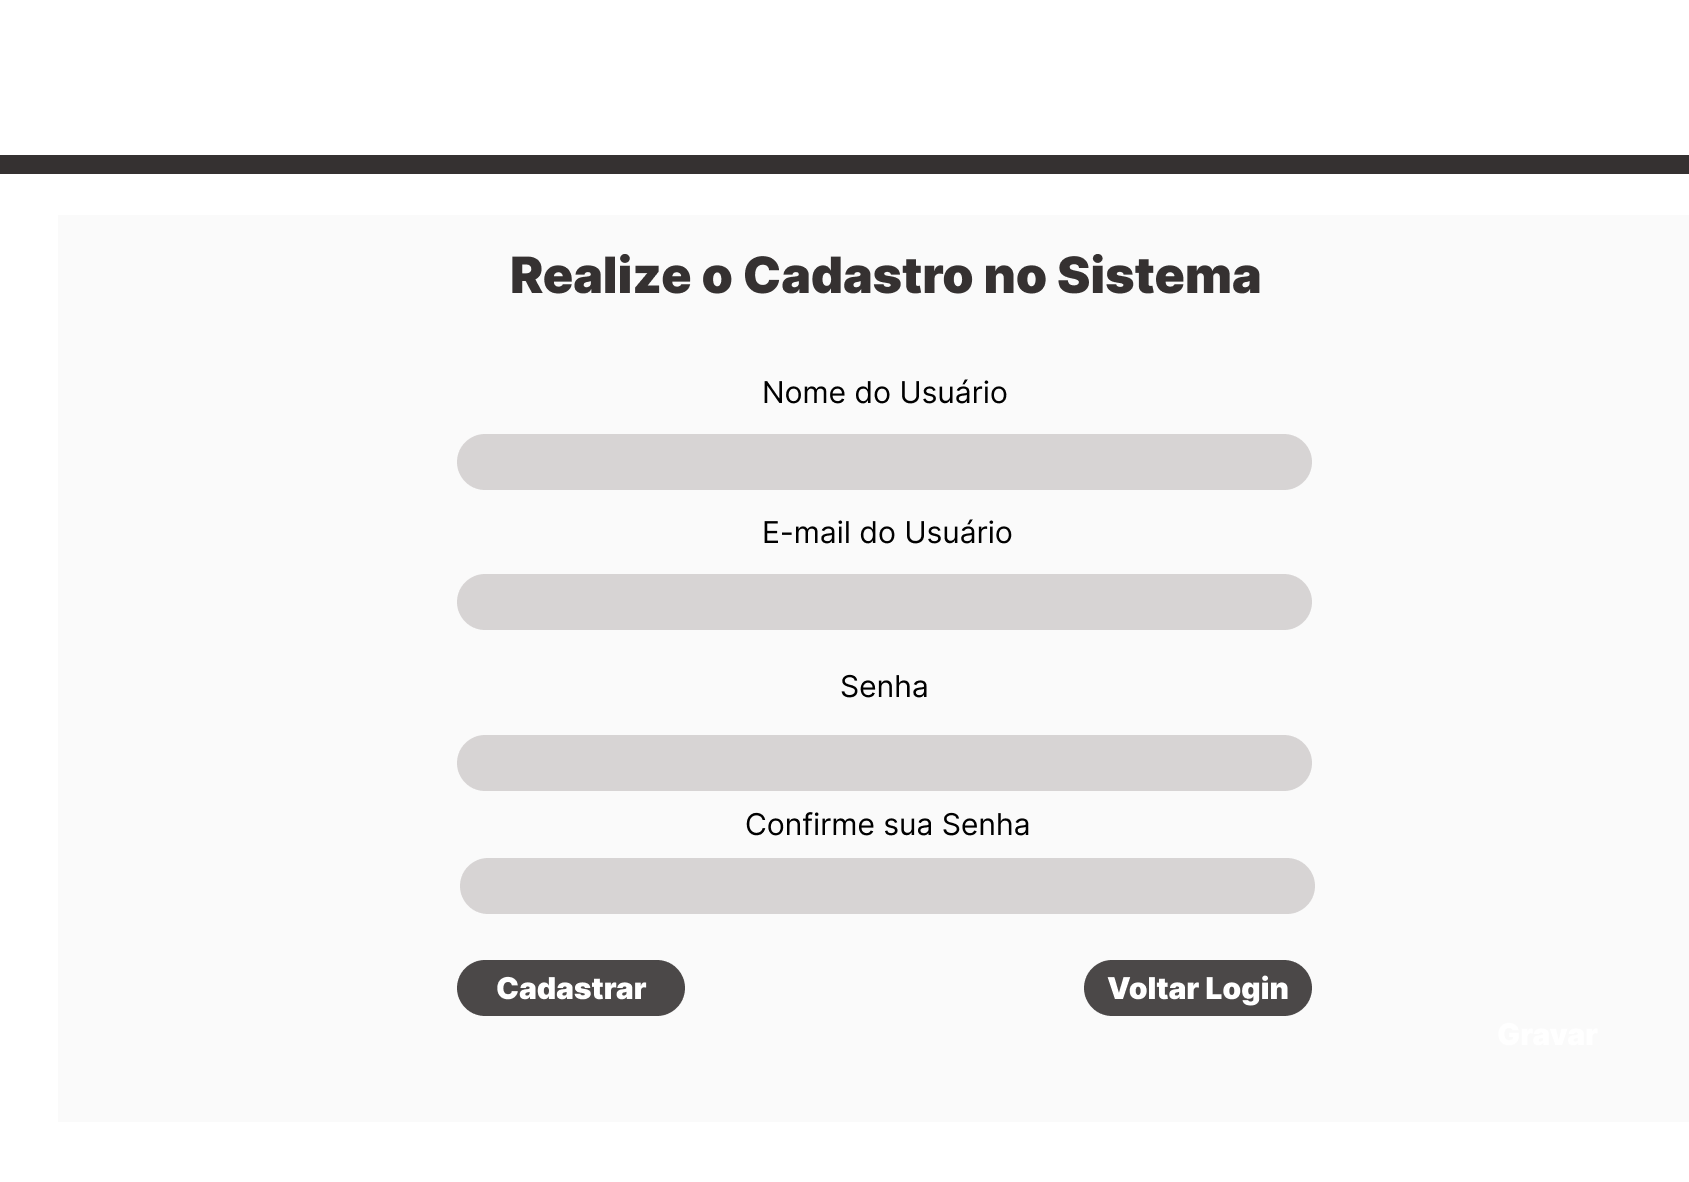 Realize o Cadastro no Sistema
Nome do Usuário
E-mail do Usuário
Senha
Confirme sua Senha
Cadastrar
Voltar Login
Gravar